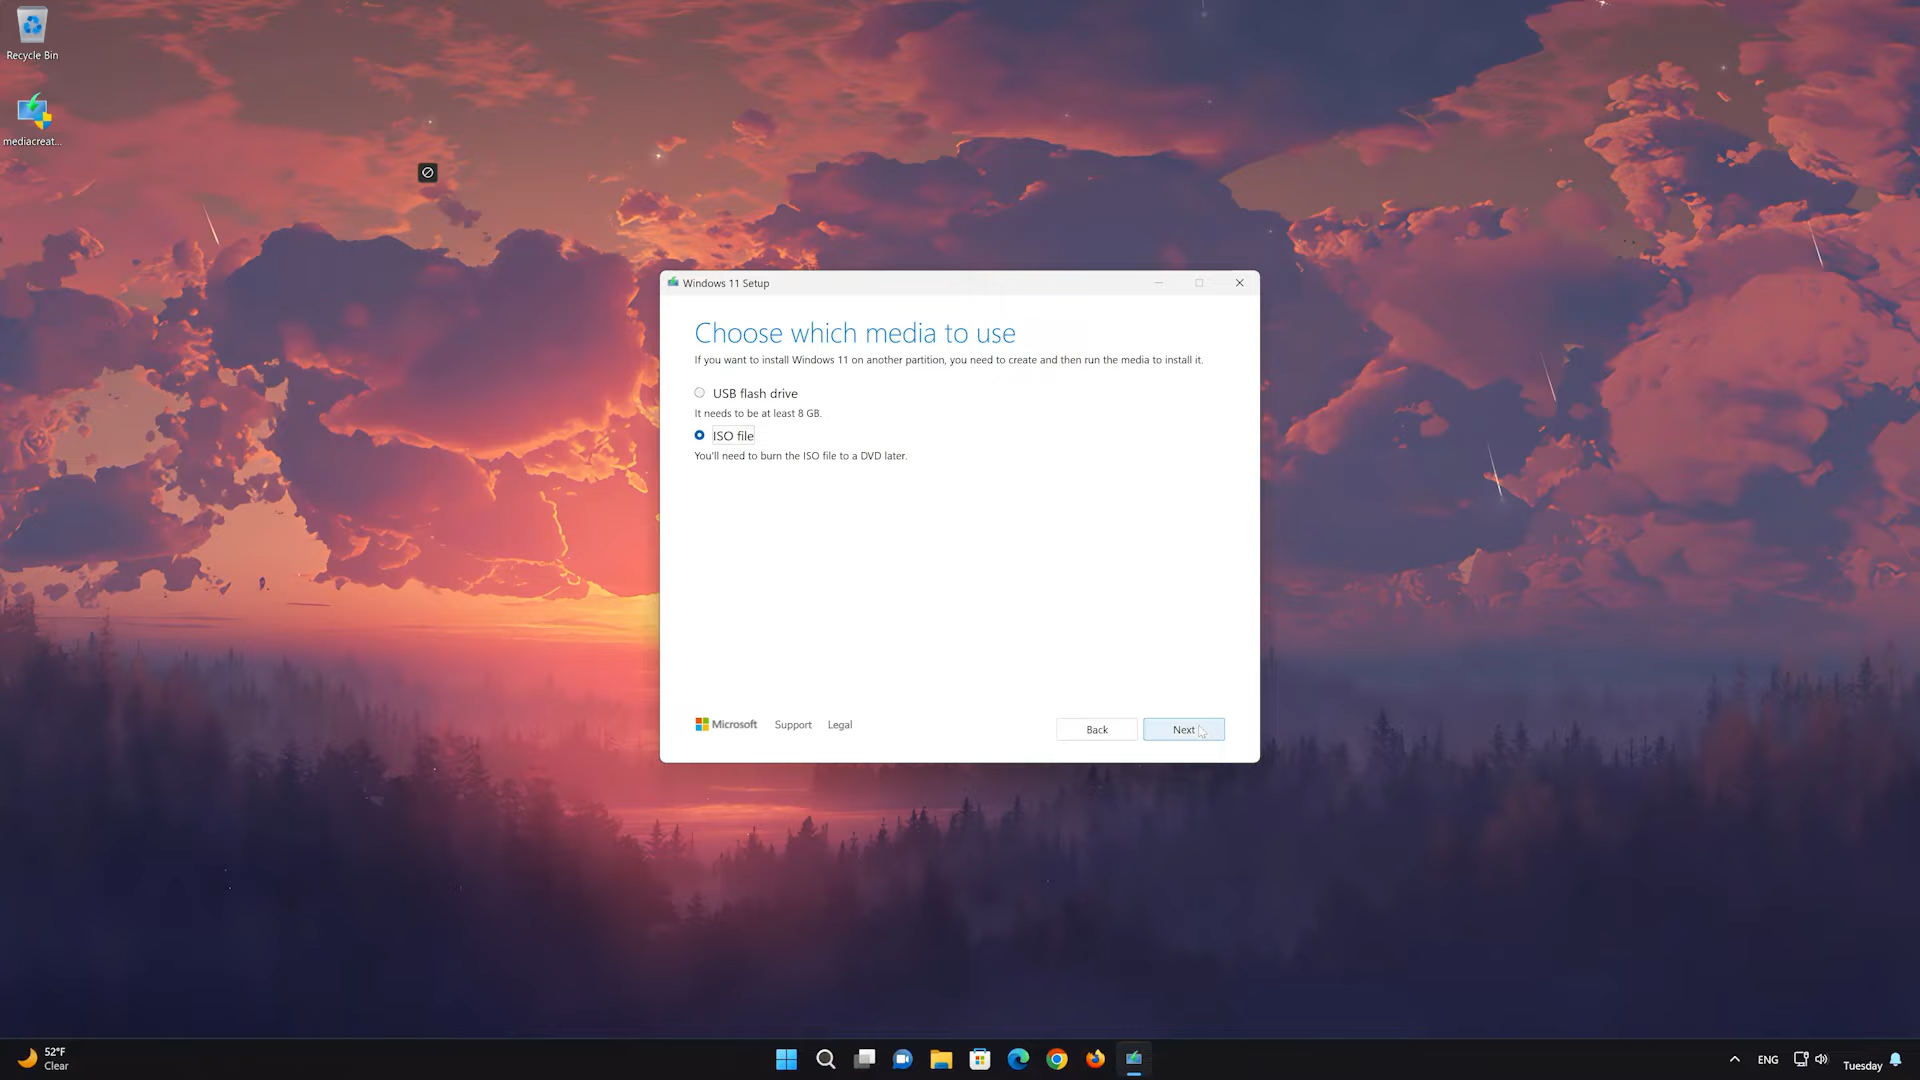 Recycle Bin
mediacreat...
Windows 11 Setup
Choose which media to use
If you want to install Windows 11 on another partition, you need to create and then run the media to install it.
USB flash drive
It needs to be at least 8 GB.
ISO file
You'll need to burn the ISO file to a DVD later.
Microsoft
Support
Legal
Back
Next
52°F
Clear
ENG
Tuesday